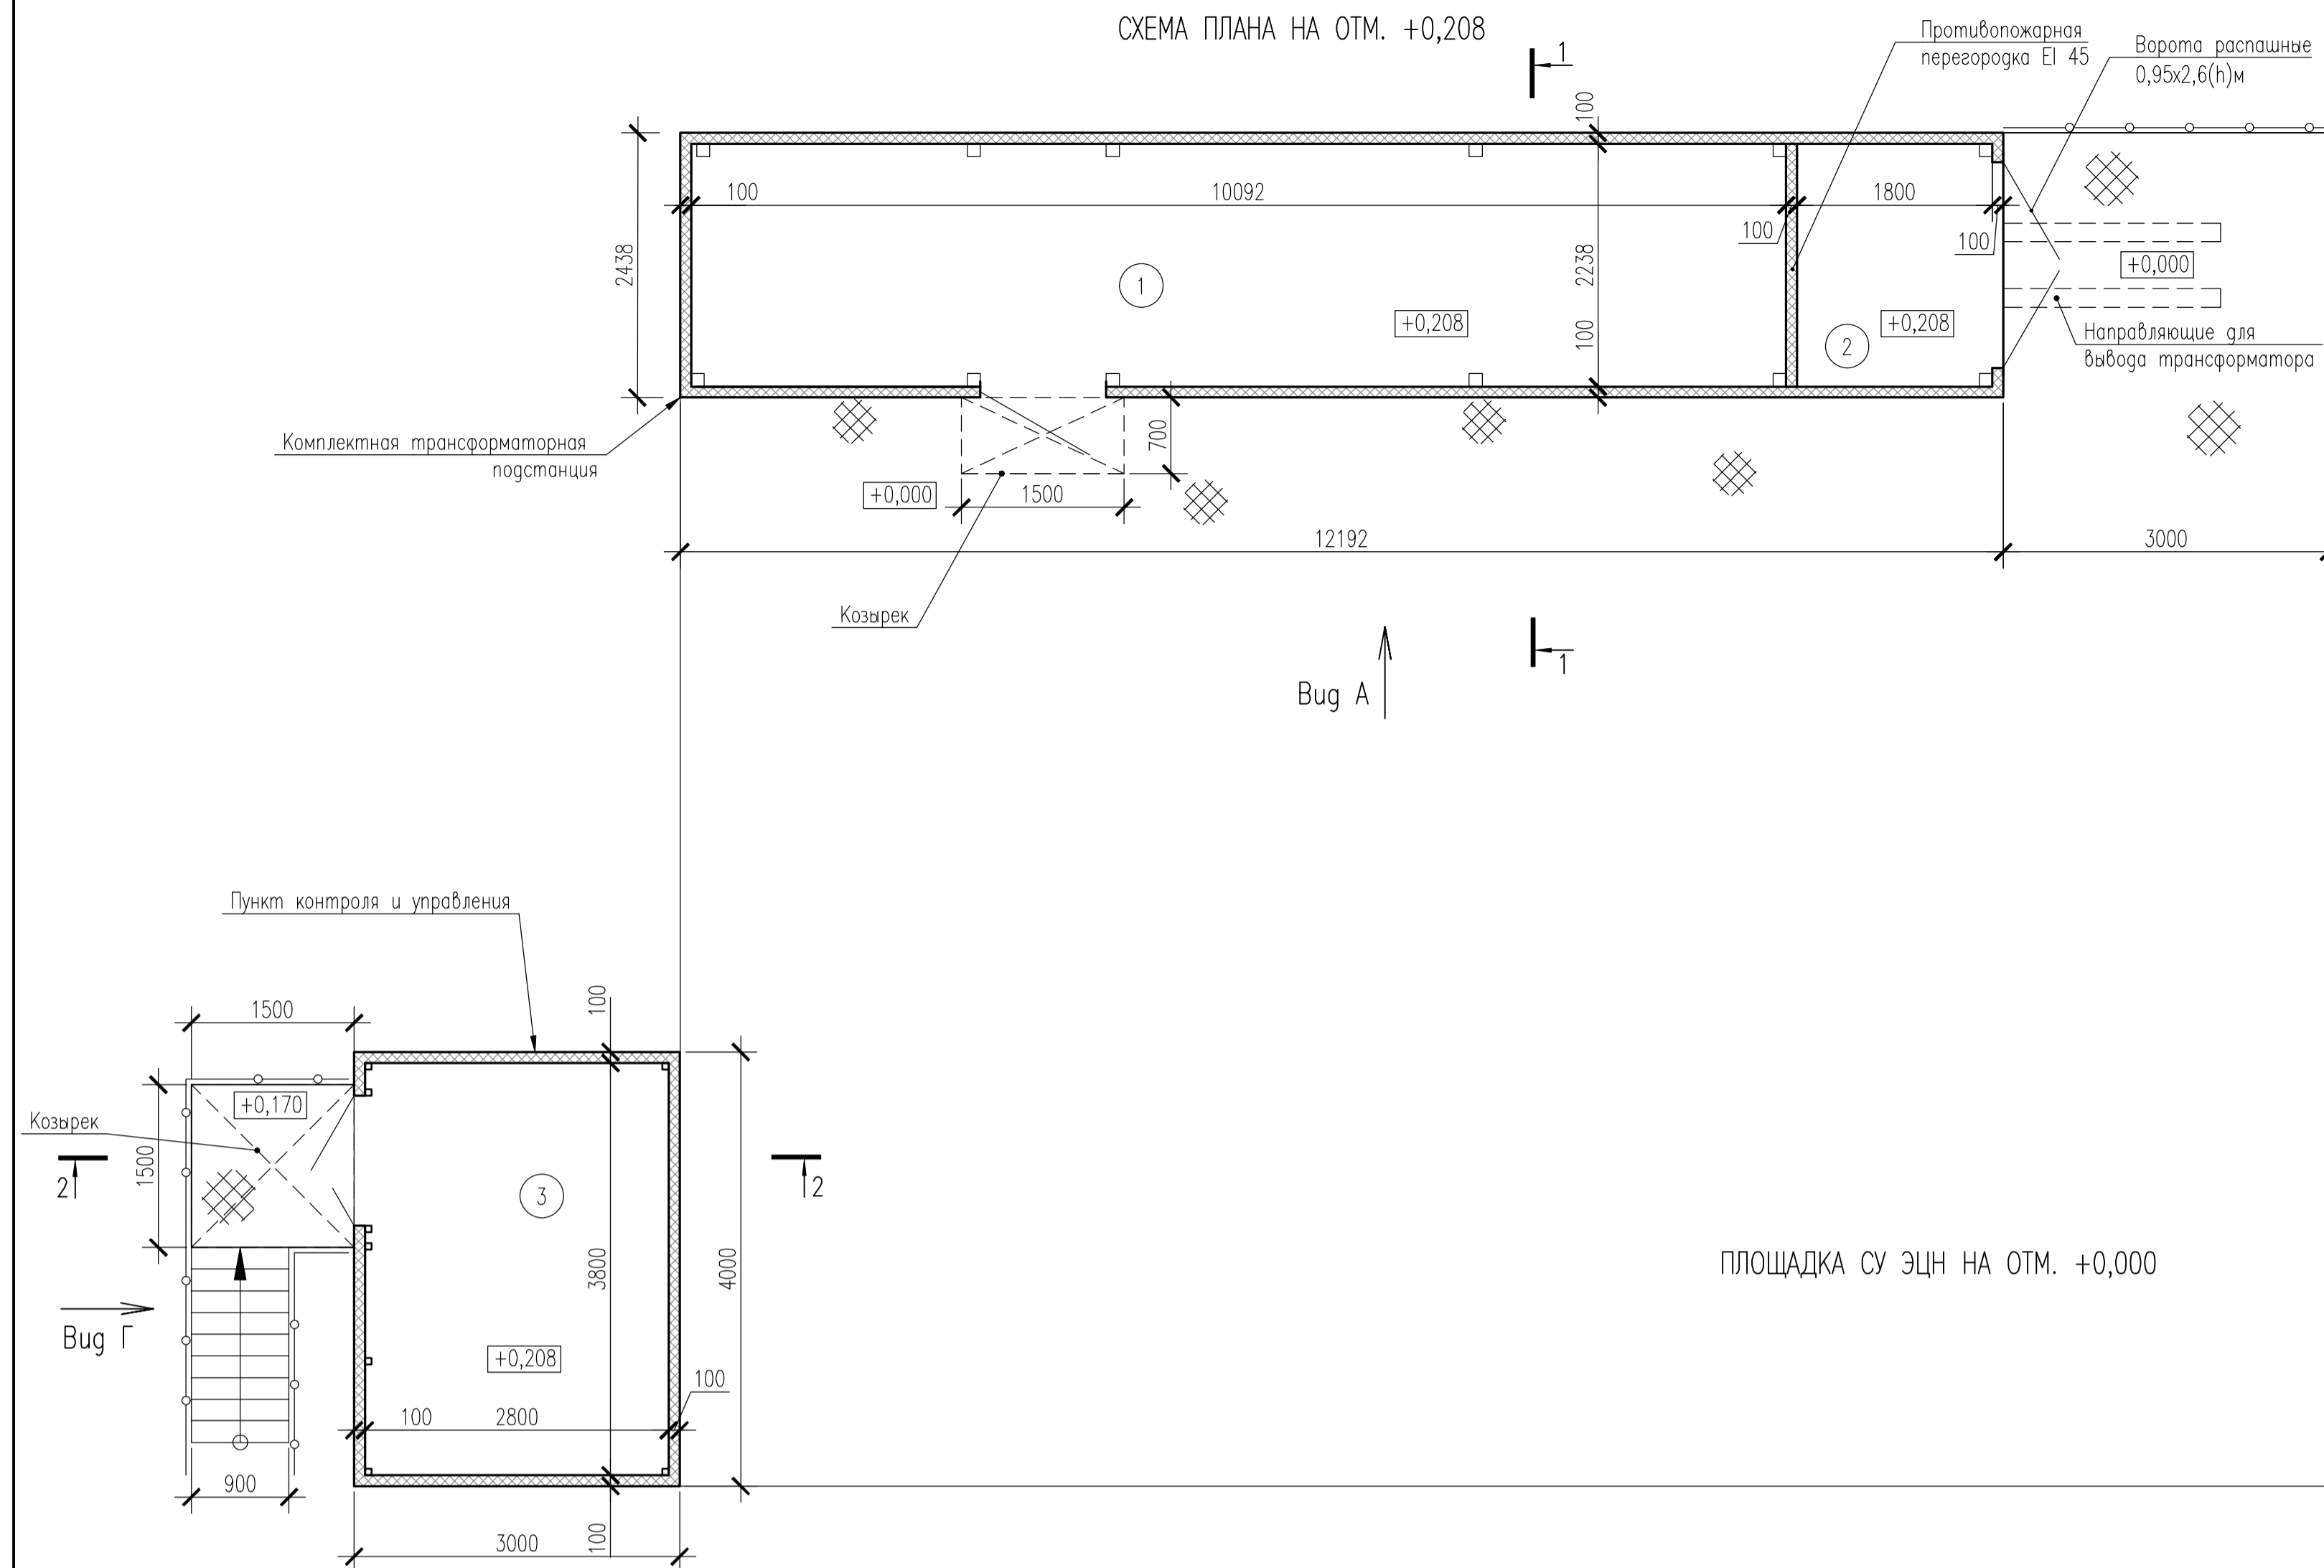 СХЕМА ПЛАНА НА ОТМ. +0,208
Противопожарная
перегородка EI 45
Ворота распашные
0,95х2,6(h)м
1
100
100
10092
1800
100
100
2438
2238
100
1
+0,208
2
+0,208
+0,000
Направляющие для
вывода трансформатора
Комплектная трансформаторная
подстанция
700
+0,000
1500
12192
3000
Козырек
1
Вид А
Пункт контроля и управления
1500
100
+0,170
Козырек
1500
2
2
3
3800
4000
ПЛОЩАДКА СУ ЭЦН НА ОТМ. +0,000
Вид Г
+0,208
100
100
2800
900
3000
100